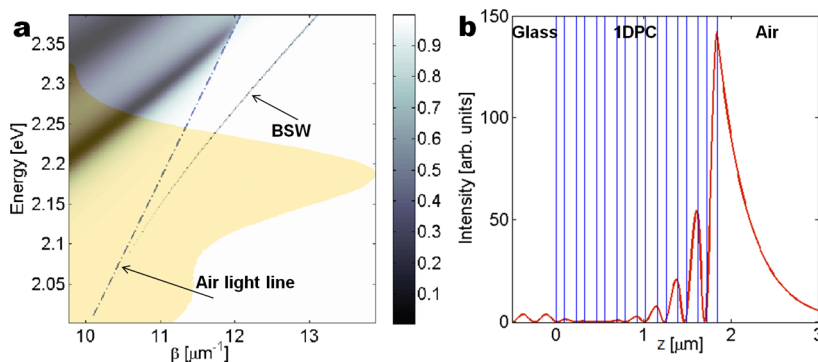 a
Energy [eV]
2.35
2.3
2.25
2.2
2.15
2.1
2.05
BSW
Air light line
10
11
12
13
β [μm⁻¹]
0.9
0.8
0.7
0.6
0.5
0.4
0.3
0.2
0.1
b
Intensity [arb. units]
150
100
50
0
Glass
1DPC
Air
0
1
2
3
z [μm]